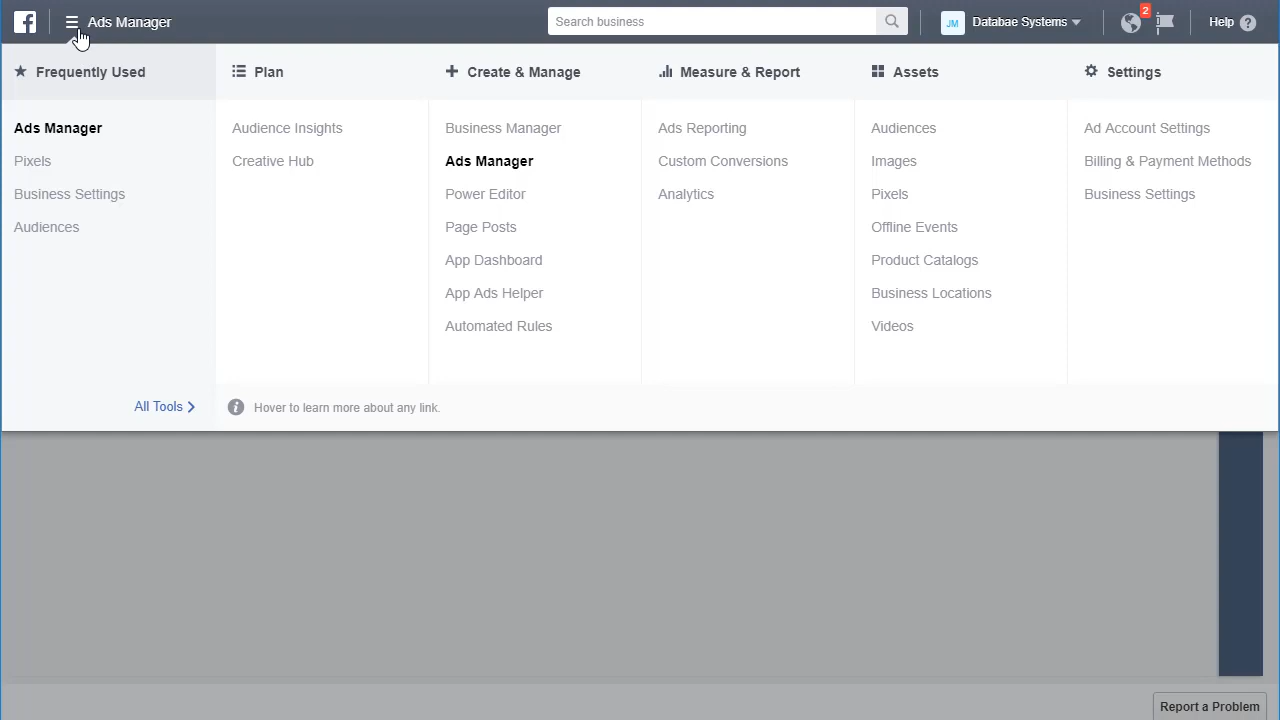 Ads Manager
Search business
JM
Databae Systems
2
Help
Frequently Used
Ads Manager
Pixels
Business Settings
Audiences
All Tools
Plan
Audience Insights
Creative Hub
Create & Manage
Business Manager
Ads Manager
Power Editor
Page Posts
App Dashboard
App Ads Helper
Automated Rules
Measure & Report
Ads Reporting
Custom Conversions
Analytics
Assets
Audiences
Images
Pixels
Offline Events
Product Catalogs
Business Locations
Videos
Settings
Ad Account Settings
Billing & Payment Methods
Business Settings
Hover to learn more about any link.
Report a Problem